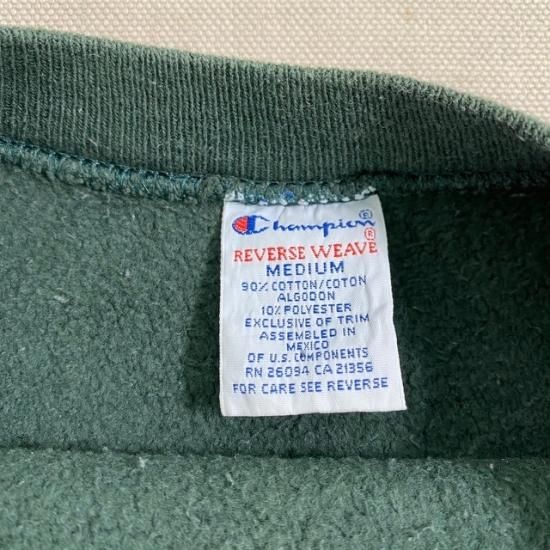 Champion®
REVERSE WEAVE®
MEDIUM
90% COTTON/COTON
ALGODON
10% POLYESTER
EXCLUSIVE OF TRIM
ASSEMBLED IN
MEXICO
OF U.S. COMPONENTS
RN 26094 CA 21356
FOR CARE SEE REVERSE